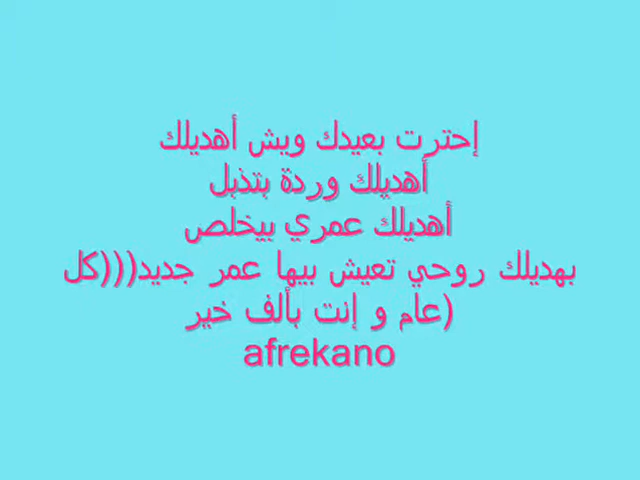 إحترت بعيدك ويش أهديلك
أهديلك وردة بتذبل
أهديلك عمري بيخلص
بهديلك روحي تعيش بيها عمر جديد(((كل
(عام و إنت بألف خير
afrekano